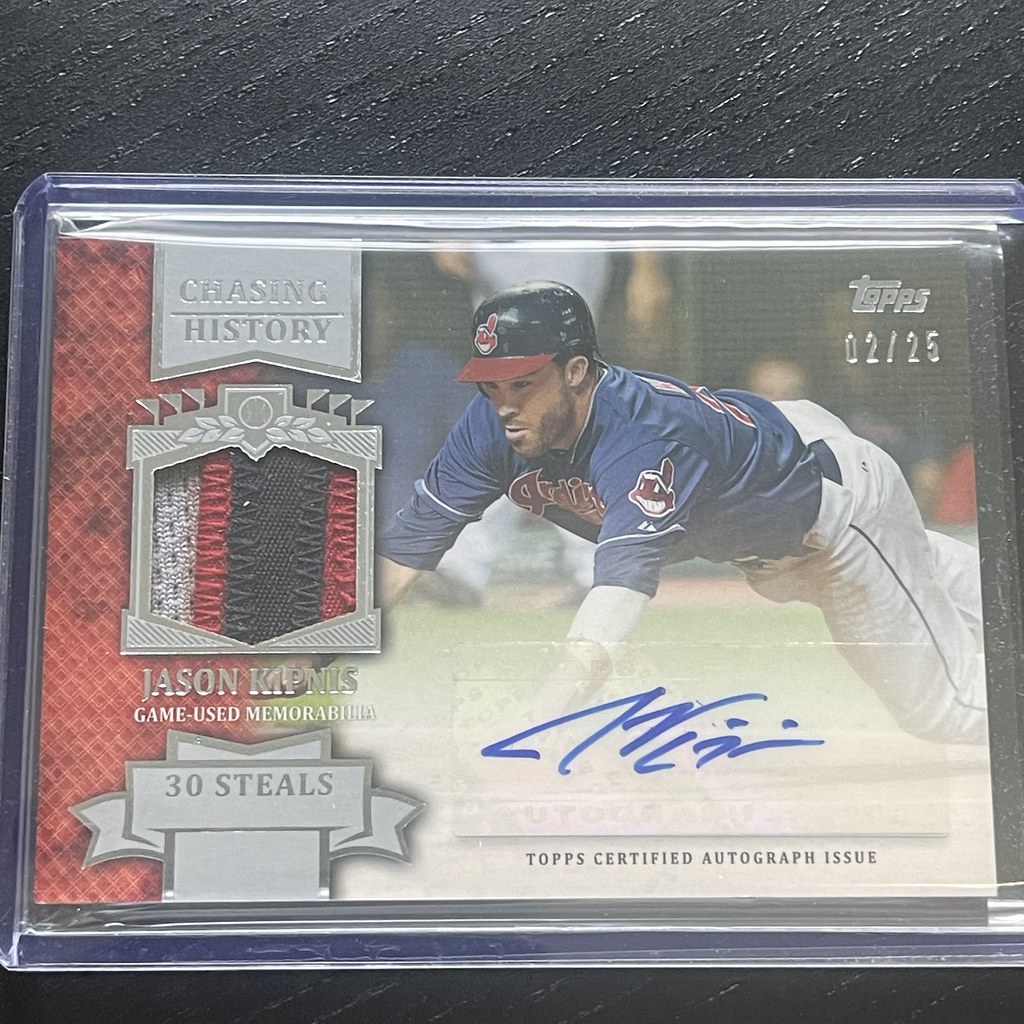 CHASING
HISTORY
Topps
02/25
JASON KIPNIS
GAME-USED MEMORABILIA
30 STEALS
TOPPS CERTIFIED AUTOGRAPH ISSUE